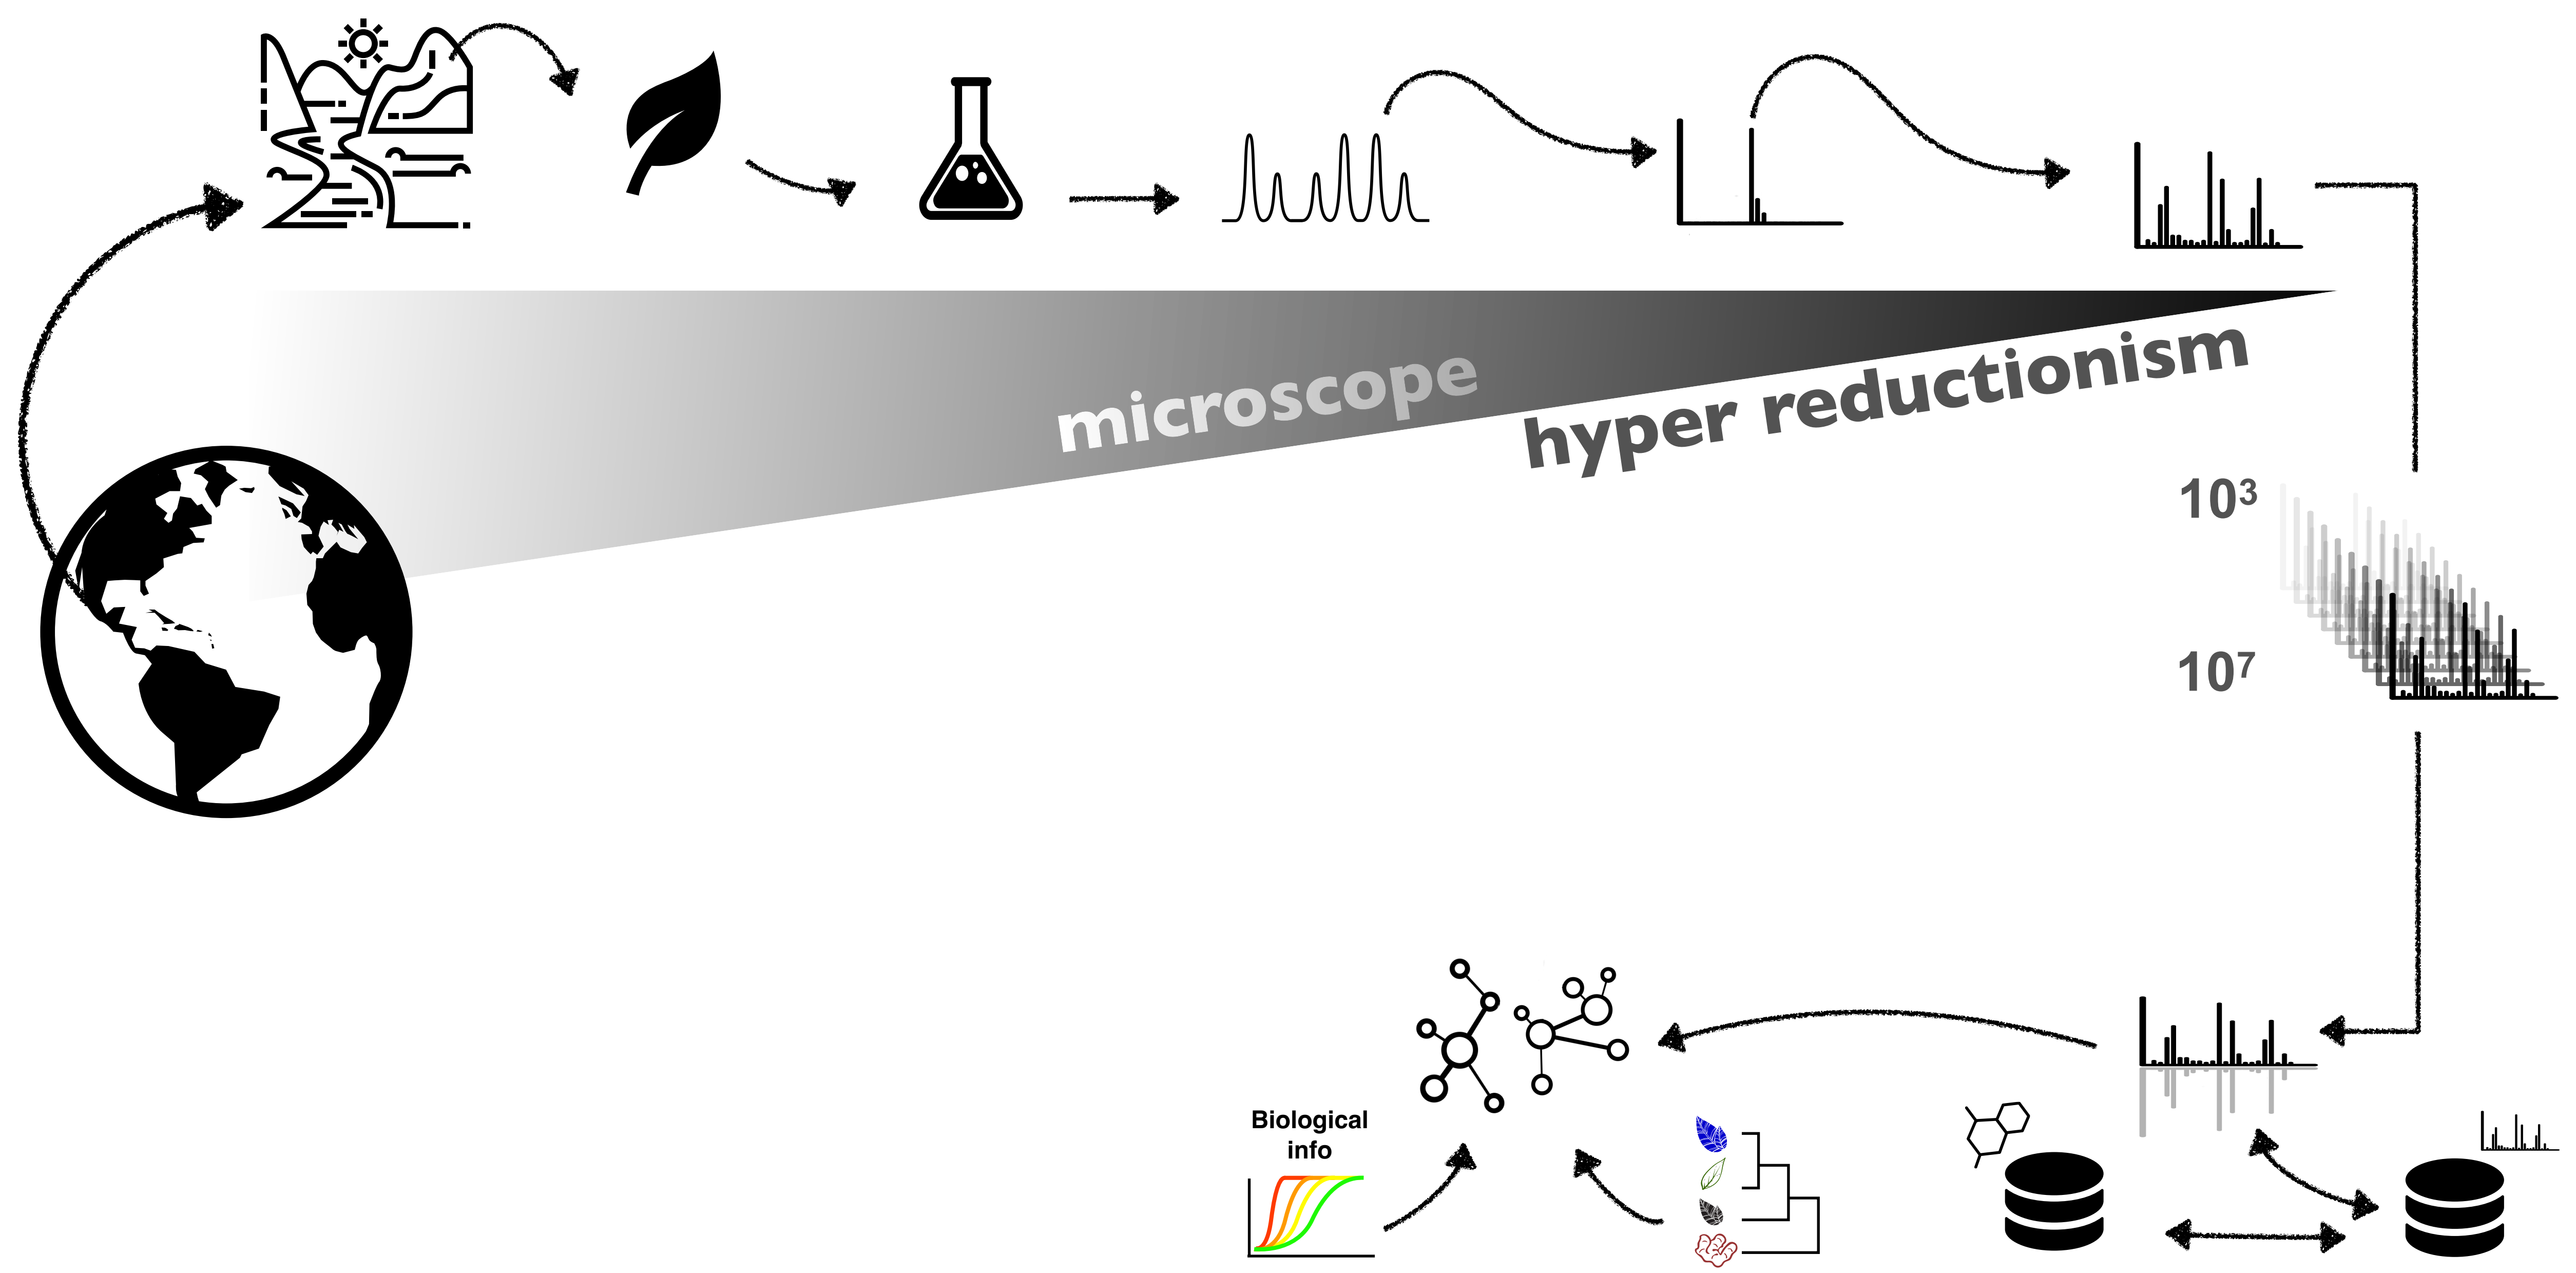 microscope
hyper reductionism
10³
10⁷
Biological
info